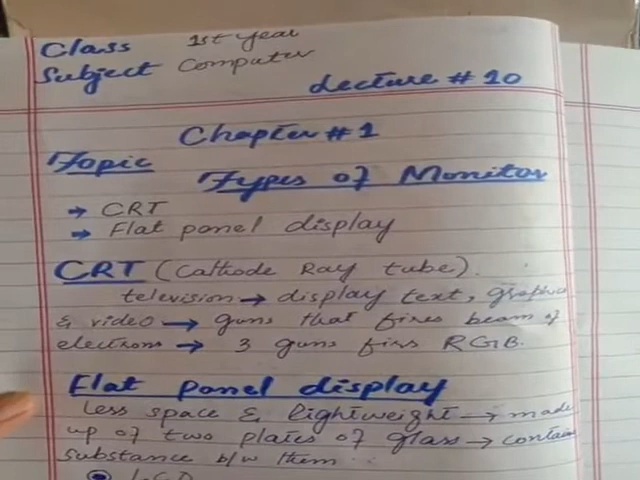 Class 1st year
Subject Computer
Lecture # 10
Chapter # 1
Topic
Types of Monitor
→ CRT
→ Flat panel display
CRT (Cathode Ray tube).
television → display text, graphics
& video → guns that fires beam of
electrons → 3 guns fires RGB.
Flat panel display
Less space & lightweight → made
up of two plates of glass → contain
substance b/w them..
LCD